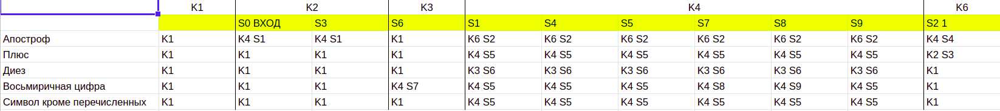 K1 K2 K3 K4 K6
S0 ВХОД S3 S6 S1 S4 S5 S7 S8 S9 S2 1
Апостроф K1 K4 S1 K4 S1 K1 K6 S2 K6 S2 K6 S2 K6 S2 K6 S2 K6 S2 K4 S4
Плюс K1 K1 K1 K1 K4 S5 K4 S5 K4 S5 K4 S5 K4 S5 K4 S5 K2 S3
Диез K1 K1 K1 K1 K3 S6 K3 S6 K3 S6 K3 S6 K3 S6 K3 S6 K1
Восьмиричная цифра K1 K1 K1 K4 S7 K4 S5 K4 S5 K4 S5 K4 S8 K4 S9 K4 S5 K1
Символ кроме перечисленных K1 K1 K1 K1 K4 S5 K4 S5 K4 S5 K4 S5 K4 S5 K4 S5 K1